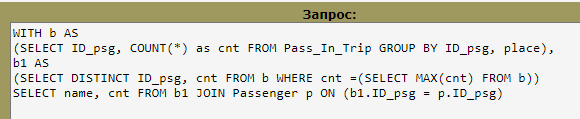 Запрос:
WITH b AS
(SELECT ID_psg, COUNT(*) as cnt FROM Pass_In_Trip GROUP BY ID_psg, place),
b1 AS
(SELECT DISTINCT ID_psg, cnt FROM b WHERE cnt =(SELECT MAX(cnt) FROM b))
SELECT name, cnt FROM b1 JOIN Passenger p ON (b1.ID_psg = p.ID_psg)